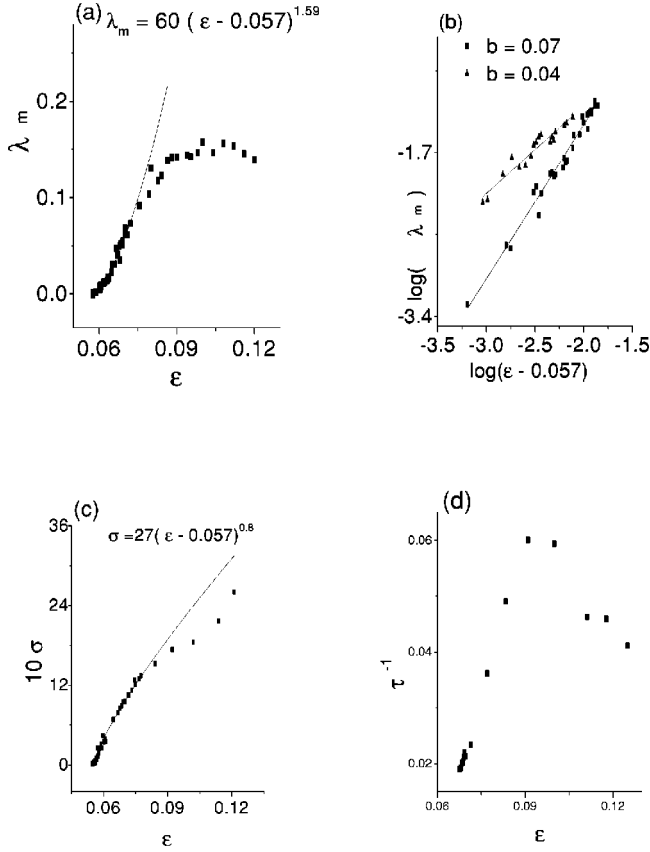 (a) λm = 60 ( ε - 0.057)^1.59
0.2
0.1
0.0
λ m
0.06 0.09 0.12
ε
(b)
b = 0.07
b = 0.04
-1.7
-3.4
log( λ m )
-3.5 -3.0 -2.5 -2.0 -1.5
log(ε - 0.057)
(c)
σ =27( ε - 0.057)^0.8
36
24
12
0
10 σ
0.06 0.09 0.12
ε
(d)
0.06
0.04
0.02
τ^-1
0.06 0.09 0.12
ε